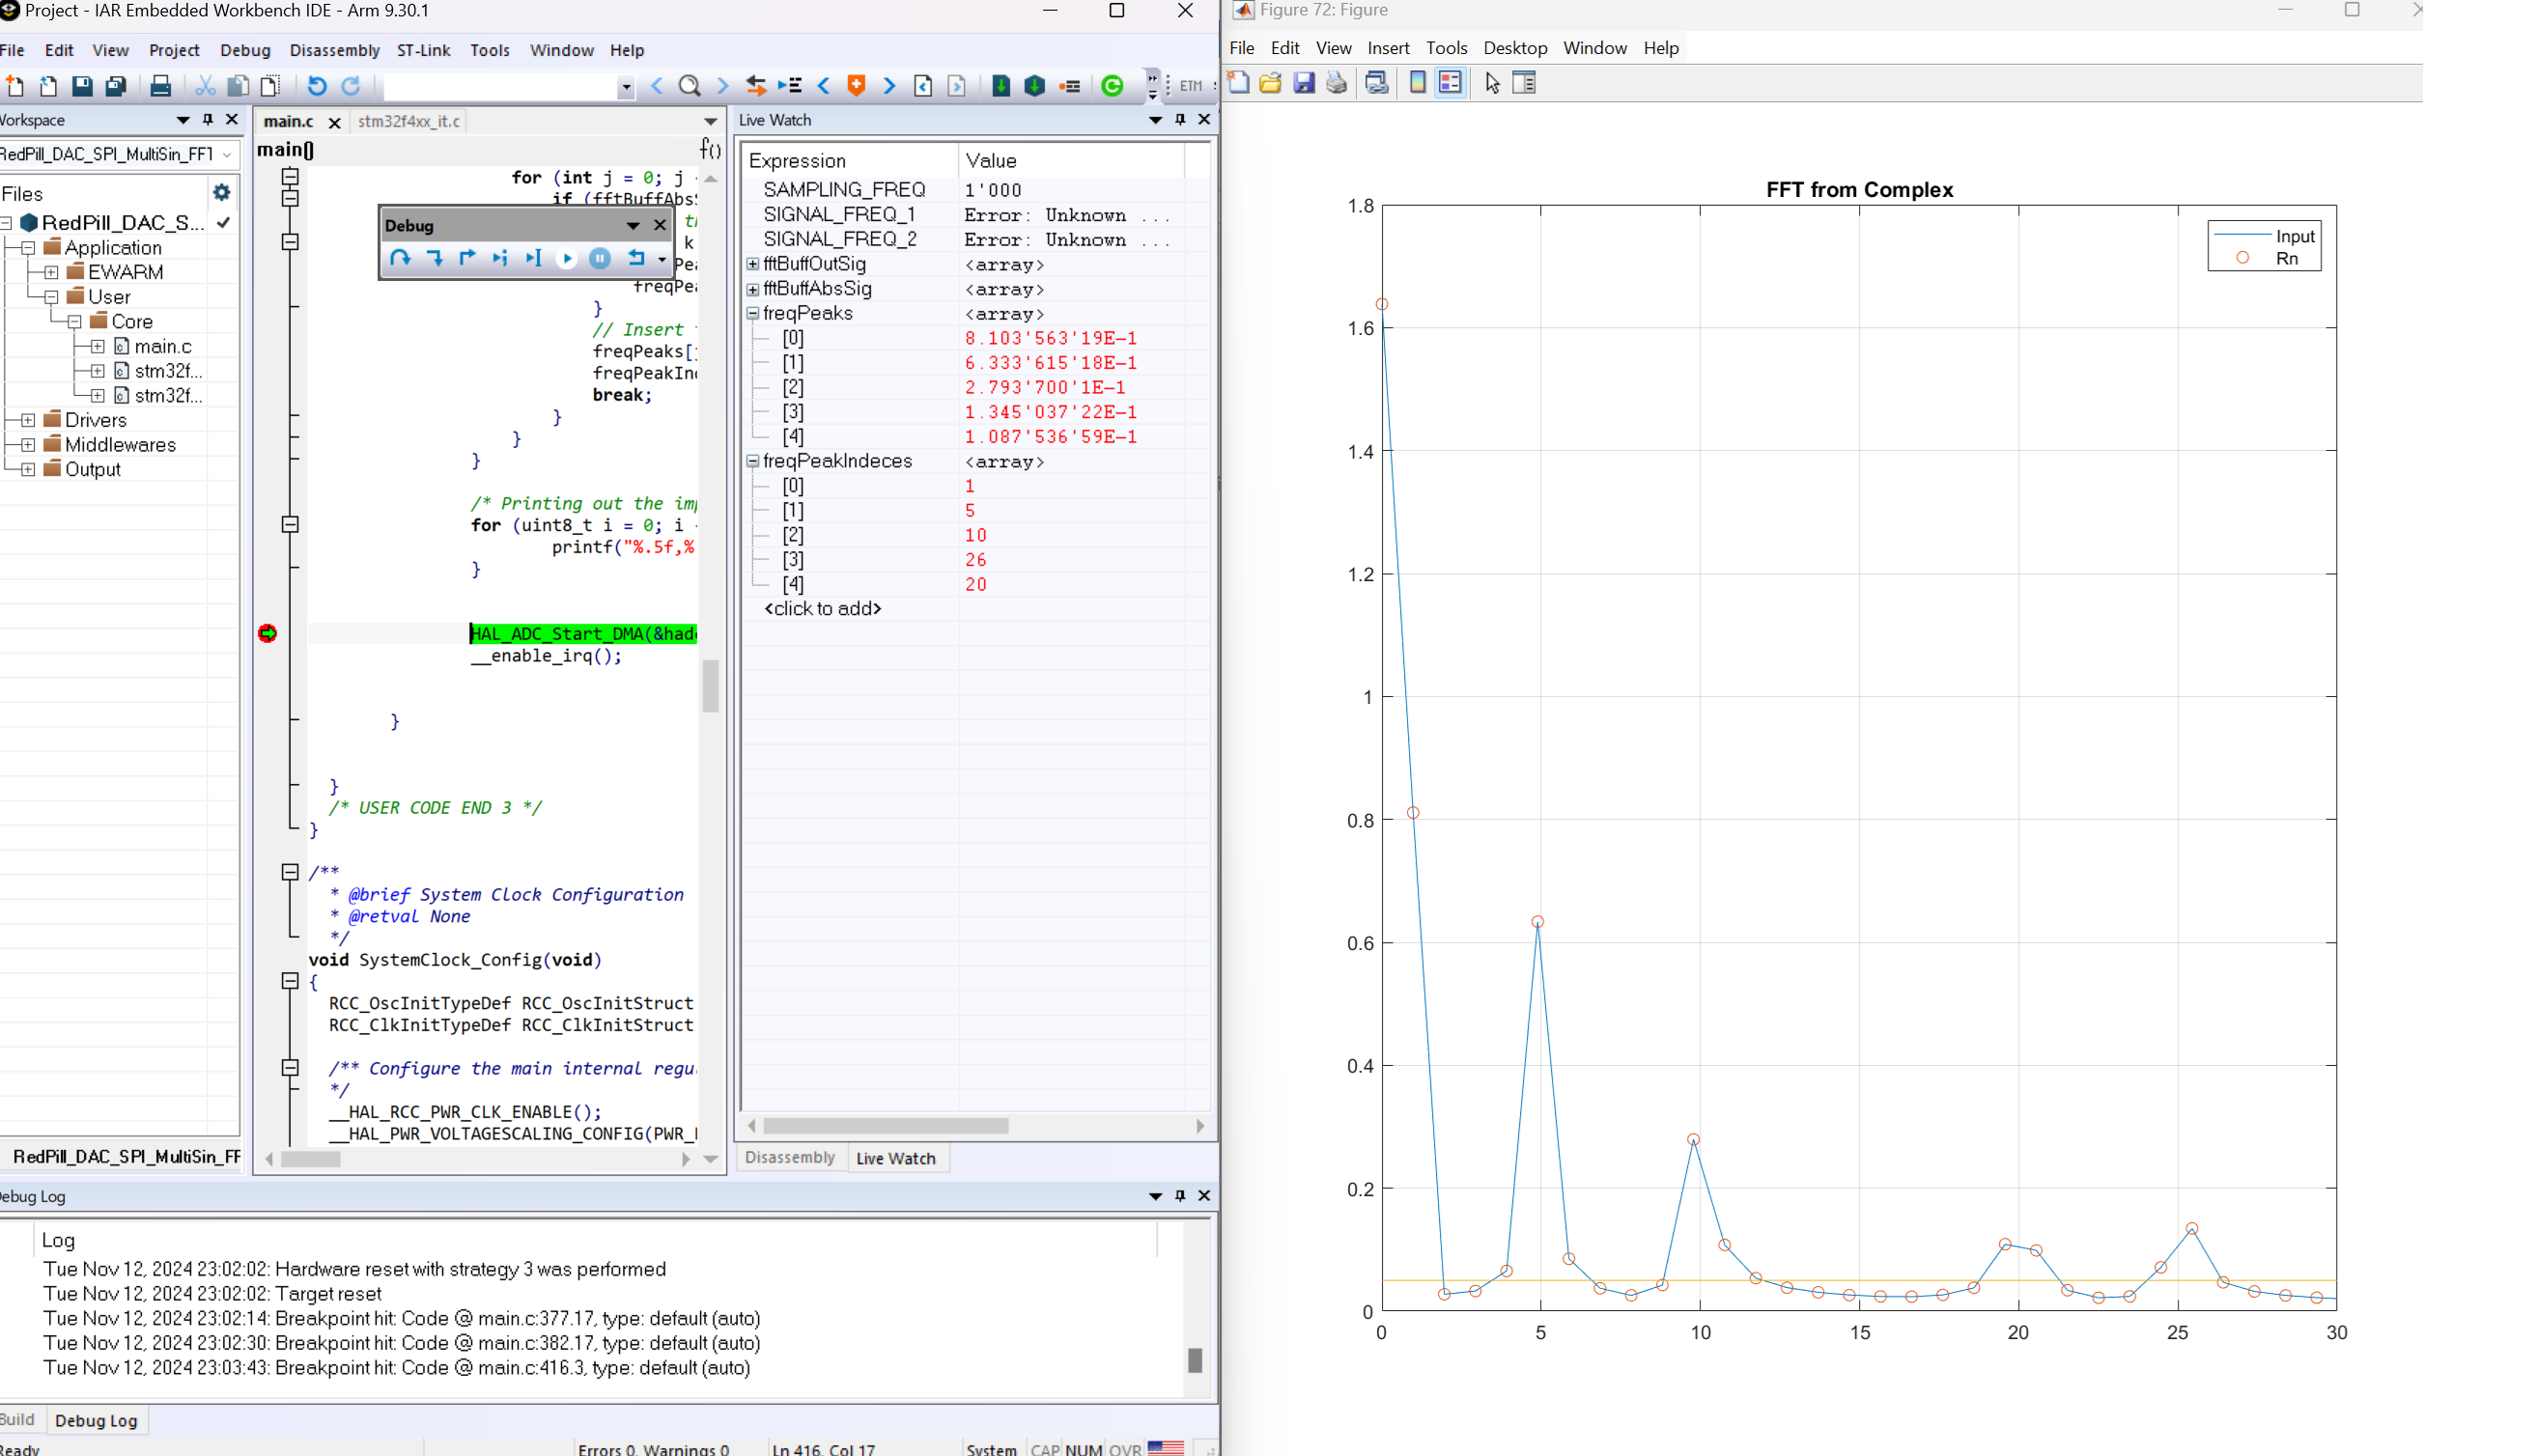 Project - IAR Embedded Workbench IDE - Arm 9.30.1
File Edit View Project Debug Disassembly ST-Link Tools Window Help
ETM
Workspace
RedPill_DAC_SPI_MultiSin_FFT
Files
RedPill_DAC_S...
Application
EWARM
User
Core
main.c
stm32f...
stm32f...
Drivers
Middlewares
Output
RedPill_DAC_SPI_MultiSin_FF
main.c
stm32f4xx_it.c
main()
f()
for (int j = 0; j
if (fftBuffAbs
Debug
k
freqPea
}
// Insert
freqPeaks[
freqPeakInd
break;
}
}
}
/* Printing out the im
for (uint8_t i = 0; i
printf("%.5f,%
}
HAL_ADC_Start_DMA(&had
__enable_irq();
}
}
/* USER CODE END 3 */
}
/**
* @brief System Clock Configuration
* @retval None
*/
void SystemClock_Config(void)
{
RCC_OscInitTypeDef RCC_OscInitStruct
RCC_ClkInitTypeDef RCC_ClkInitStruct
/** Configure the main internal regu
*/
__HAL_RCC_PWR_CLK_ENABLE();
__HAL_PWR_VOLTAGESCALING_CONFIG(PWR_
Live Watch
Expression Value
SAMPLING_FREQ 1'000
SIGNAL_FREQ_1 Error: Unknown ...
SIGNAL_FREQ_2 Error: Unknown ...
fftBuffOutSig <array>
fftBuffAbsSig <array>
freqPeaks <array>
[0] 8.103'563'19E-1
[1] 6.333'615'18E-1
[2] 2.793'700'1E-1
[3] 1.345'037'22E-1
[4] 1.087'536'59E-1
freqPeakIndeces <array>
[0] 1
[1] 5
[2] 10
[3] 26
[4] 20
<click to add>
Disassembly Live Watch
Debug Log
Log
Tue Nov 12, 2024 23:02:02: Hardware reset with strategy 3 was performed
Tue Nov 12, 2024 23:02:02: Target reset
Tue Nov 12, 2024 23:02:14: Breakpoint hit: Code @ main.c:377.17, type: default (auto)
Tue Nov 12, 2024 23:02:30: Breakpoint hit: Code @ main.c:382.17, type: default (auto)
Tue Nov 12, 2024 23:03:43: Breakpoint hit: Code @ main.c:416.3, type: default (auto)
Build Debug Log
Ready Errors 0, Warnings 0 Ln 416, Col 17 System CAP NUM OVR
Figure 72: Figure
File Edit View Insert Tools Desktop Window Help
FFT from Complex
Input
Rn
1.8
1.6
1.4
1.2
1
0.8
0.6
0.4
0.2
0
0 5 10 15 20 25 30